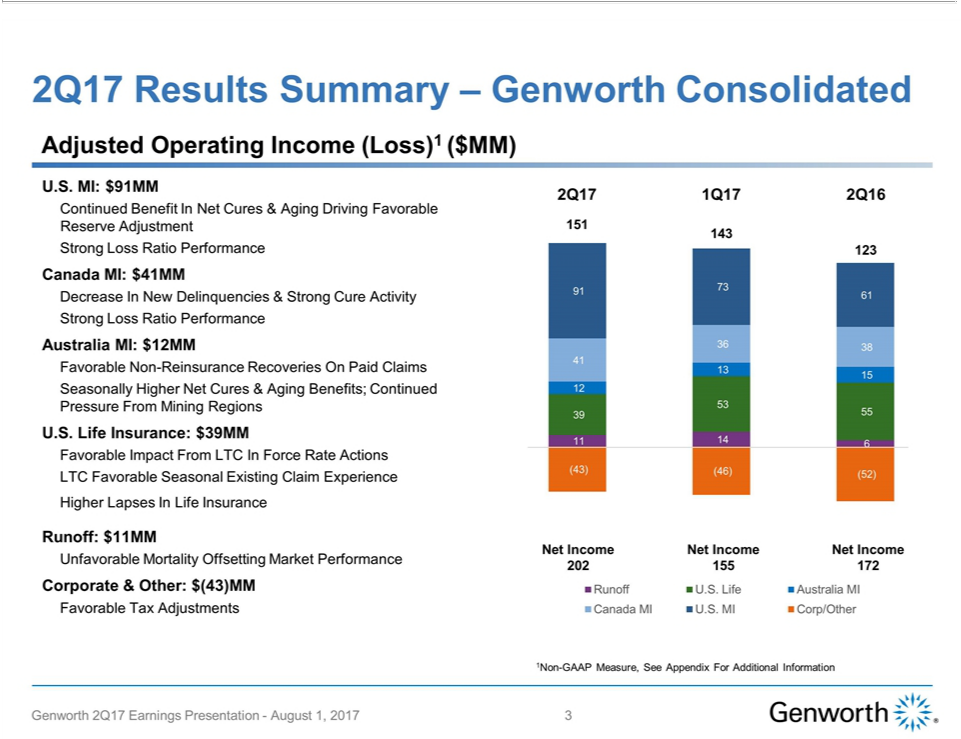 2Q17 Results Summary – Genworth Consolidated
Adjusted Operating Income (Loss)¹ ($MM)
U.S. MI: $91MM
Continued Benefit In Net Cures & Aging Driving Favorable
Reserve Adjustment
Strong Loss Ratio Performance
Canada MI: $41MM
Decrease In New Delinquencies & Strong Cure Activity
Strong Loss Ratio Performance
Australia MI: $12MM
Favorable Non-Reinsurance Recoveries On Paid Claims
Seasonally Higher Net Cures & Aging Benefits; Continued
Pressure From Mining Regions
U.S. Life Insurance: $39MM
Favorable Impact From LTC In Force Rate Actions
LTC Favorable Seasonal Existing Claim Experience
Higher Lapses In Life Insurance
Runoff: $11MM
Unfavorable Mortality Offsetting Market Performance
Corporate & Other: $(43)MM
Favorable Tax Adjustments
2Q17 1Q17 2Q16
151 143 123
91 73 61
41 36 38
12 13 15
39 53 55
11 14 6
(43) (46) (52)
Net Income Net Income Net Income
202 155 172
Runoff U.S. Life Australia MI
Canada MI U.S. MI Corp/Other
¹Non-GAAP Measure, See Appendix For Additional Information
Genworth 2Q17 Earnings Presentation - August 1, 2017 3 Genworth®